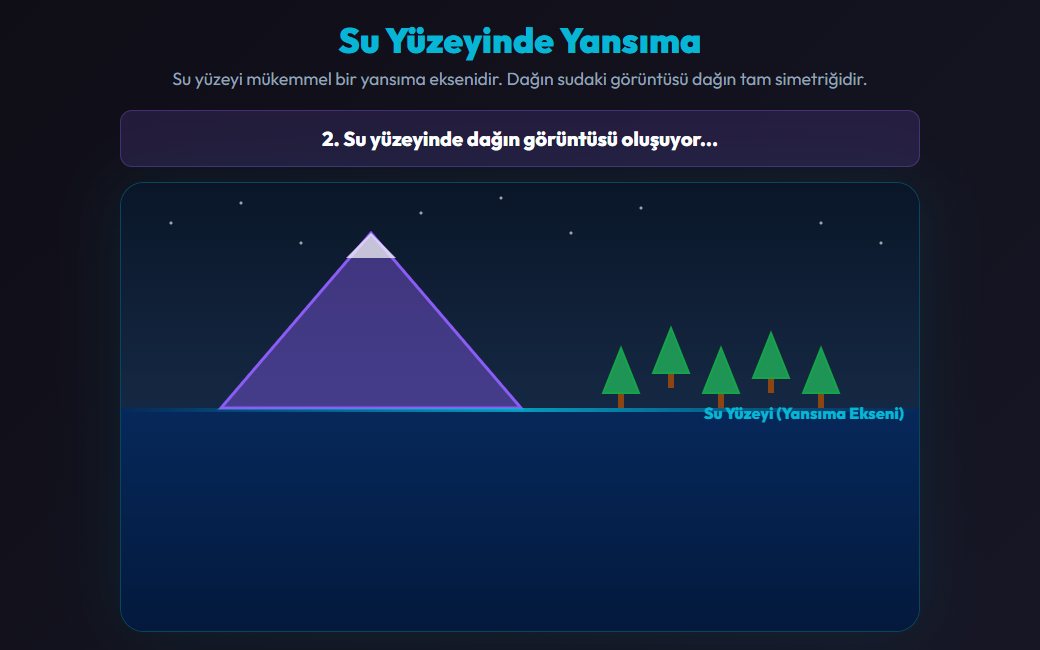 Su Yüzeyinde Yansıma
Su yüzeyi mükemmel bir yansıma eksenidir. Dağın sudaki görüntüsü dağın tam simetriğidir.
2. Su yüzeyinde dağın görüntüsü oluşuyor...
Su Yüzeyi (Yansıma Ekseni)